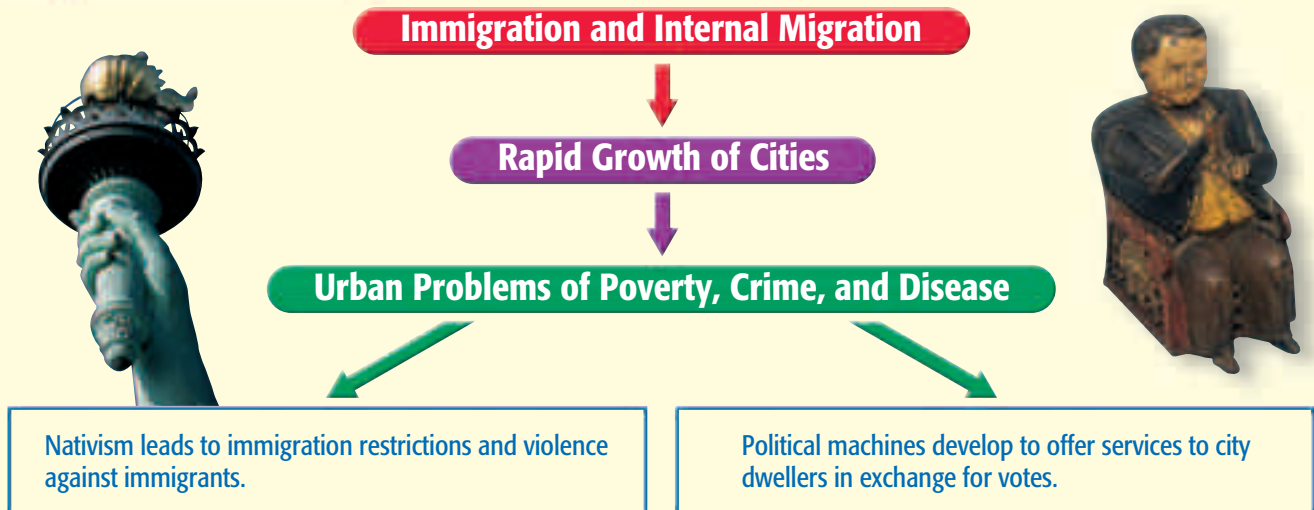 Immigration and Internal Migration
Rapid Growth of Cities
Urban Problems of Poverty, Crime, and Disease
Nativism leads to immigration restrictions and violence
against immigrants.
Political machines develop to offer services to city
dwellers in exchange for votes.